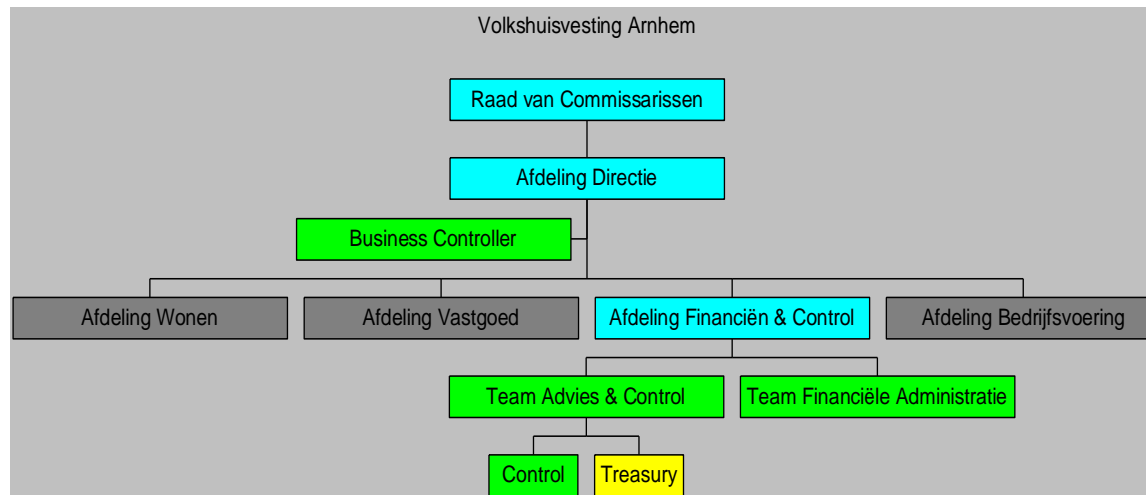 Volkshuisvesting Arnhem
Raad van Commissarissen
Afdeling Directie
Business Controller
Afdeling Wonen
Afdeling Vastgoed
Afdeling Financiën & Control
Afdeling Bedrijfsvoering
Team Advies & Control
Team Financiële Administratie
Control
Treasury